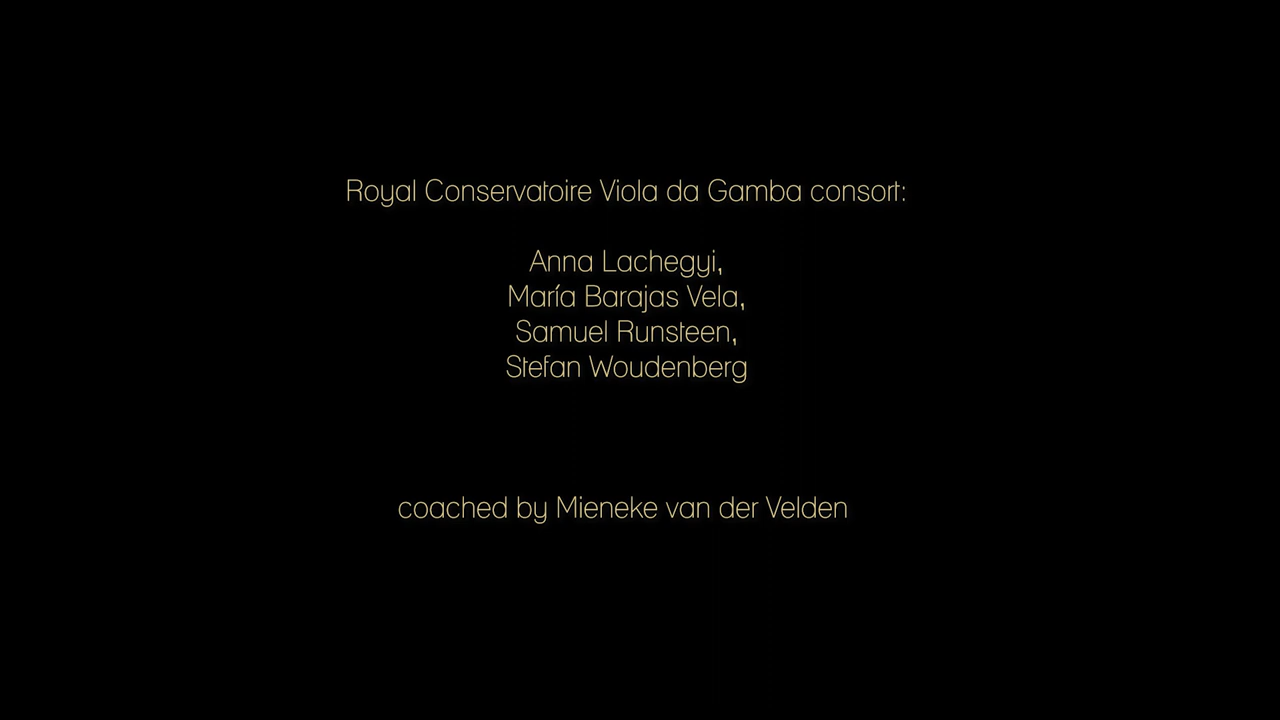 Royal Conservatoire Viola da Gamba consort:
Anna Lachegyi,
María Barajas Vela,
Samuel Runsteen,
Stefan Woudenberg
coached by Mieneke van der Velden